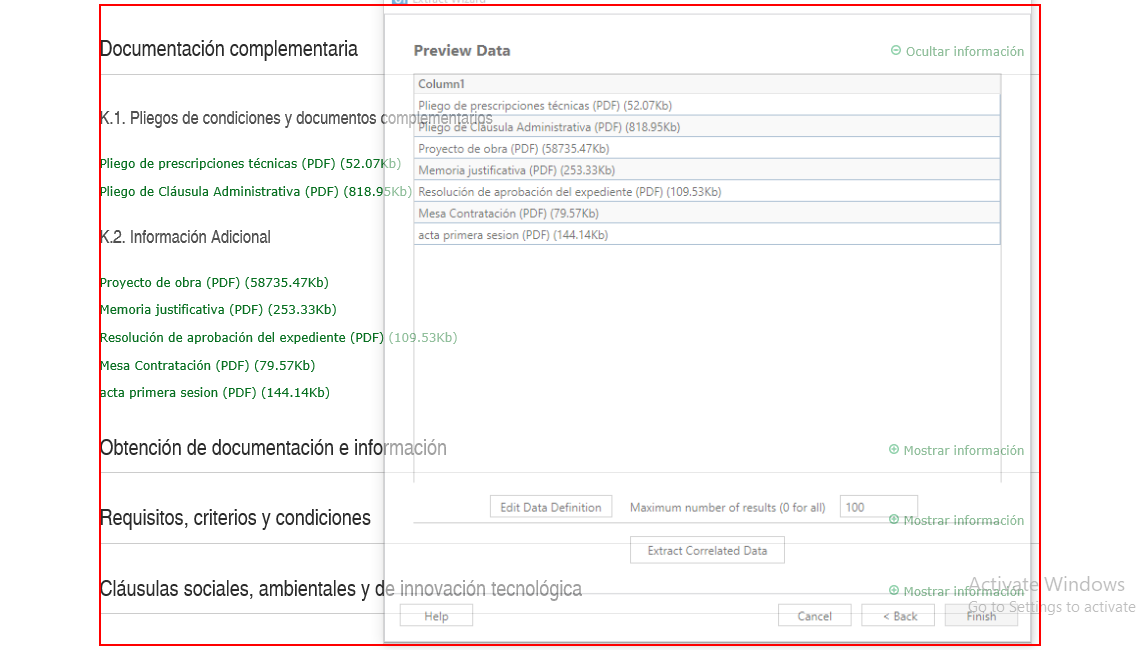 Extract Wizard
Documentación complementaria
Preview Data
Ocultar información
Column1
Pliego de prescripciones técnicas (PDF) (52.07Kb)
Pliego de Cláusula Administrativa (PDF) (818.95Kb)
Proyecto de obra (PDF) (58735.47Kb)
Memoria justificativa (PDF) (253.33Kb)
Resolución de aprobación del expediente (PDF) (109.53Kb)
Mesa Contratación (PDF) (79.57Kb)
acta primera sesion (PDF) (144.14Kb)
K.1. Pliegos de condiciones y documentos complementarios
Pliego de prescripciones técnicas (PDF) (52.07Kb)
Pliego de Cláusula Administrativa (PDF) (818.95Kb)
K.2. Información Adicional
Proyecto de obra (PDF) (58735.47Kb)
Memoria justificativa (PDF) (253.33Kb)
Resolución de aprobación del expediente (PDF) (109.53Kb)
Mesa Contratación (PDF) (79.57Kb)
acta primera sesion (PDF) (144.14Kb)
Obtención de documentación e información
Mostrar información
Edit Data Definition
Maximum number of results (0 for all)
100
Requisitos, criterios y condiciones
Mostrar información
Extract Correlated Data
Cláusulas sociales, ambientales y de innovación tecnológica
Mostrar información
Activate Windows
Go to Settings to activate
Help
Cancel
< Back
Finish